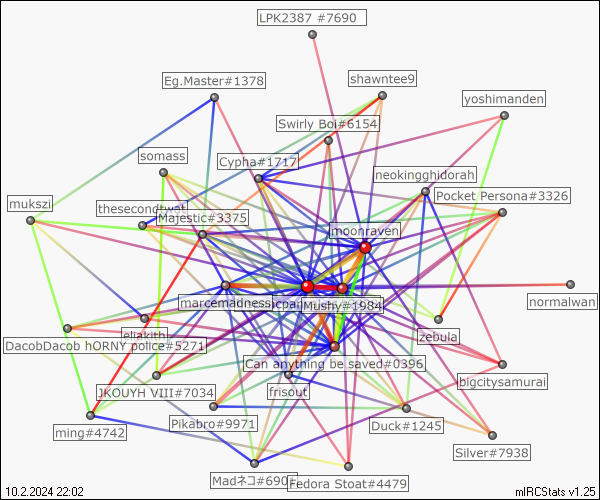 LPK2387 #7690
Eg.Master#1378
shawntee9
yoshimanden
Swirly Boi#6154
somass
Cypha#1717
neokingghidorah
Pocket Persona#3326
mukszi
thesecondtwat
Majestic#3375
moonraven
marcemadness
Mushy#1984
normalwan
eliakith
zebula
DacobDacob hORNY police#5271
Can anything be saved#0396
bigcitysamurai
JKOUYH VIII#7034
frisout
Pikabro#9971
Duck#1245
ming#4742
Silver#7938
Madネコ#690
Fedora Stoat#4479
10.2.2024 22:02
mIRCStats v1.25